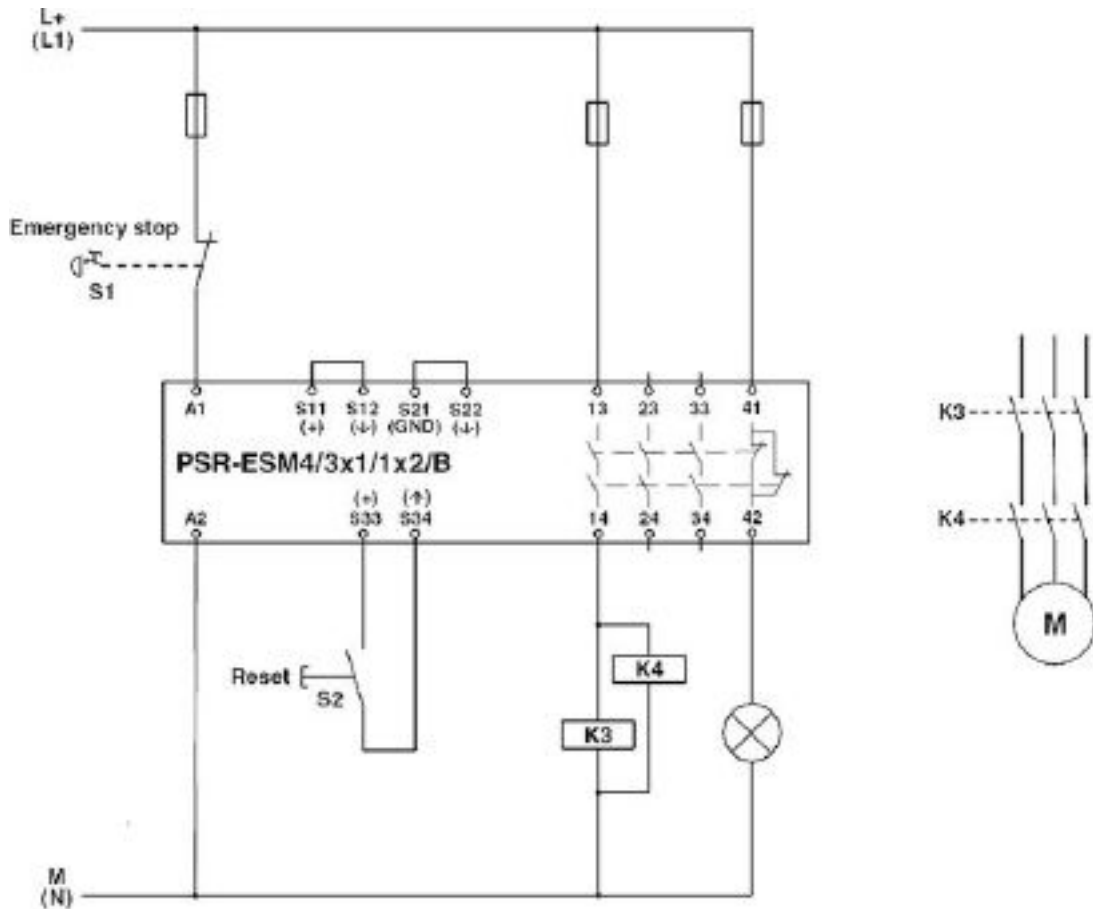 L+
(L1)
Emergency stop
S1
A1 S11 S12 S21 S22 13 23 33 41
(+) (↓) (GND) (↓)
PSR-ESM4/3x1/1x2/B
(+) (↑)
A2 S33 S34 14 24 34 42
K3
K4
M
Reset
S2
K4
K3
M
(N)